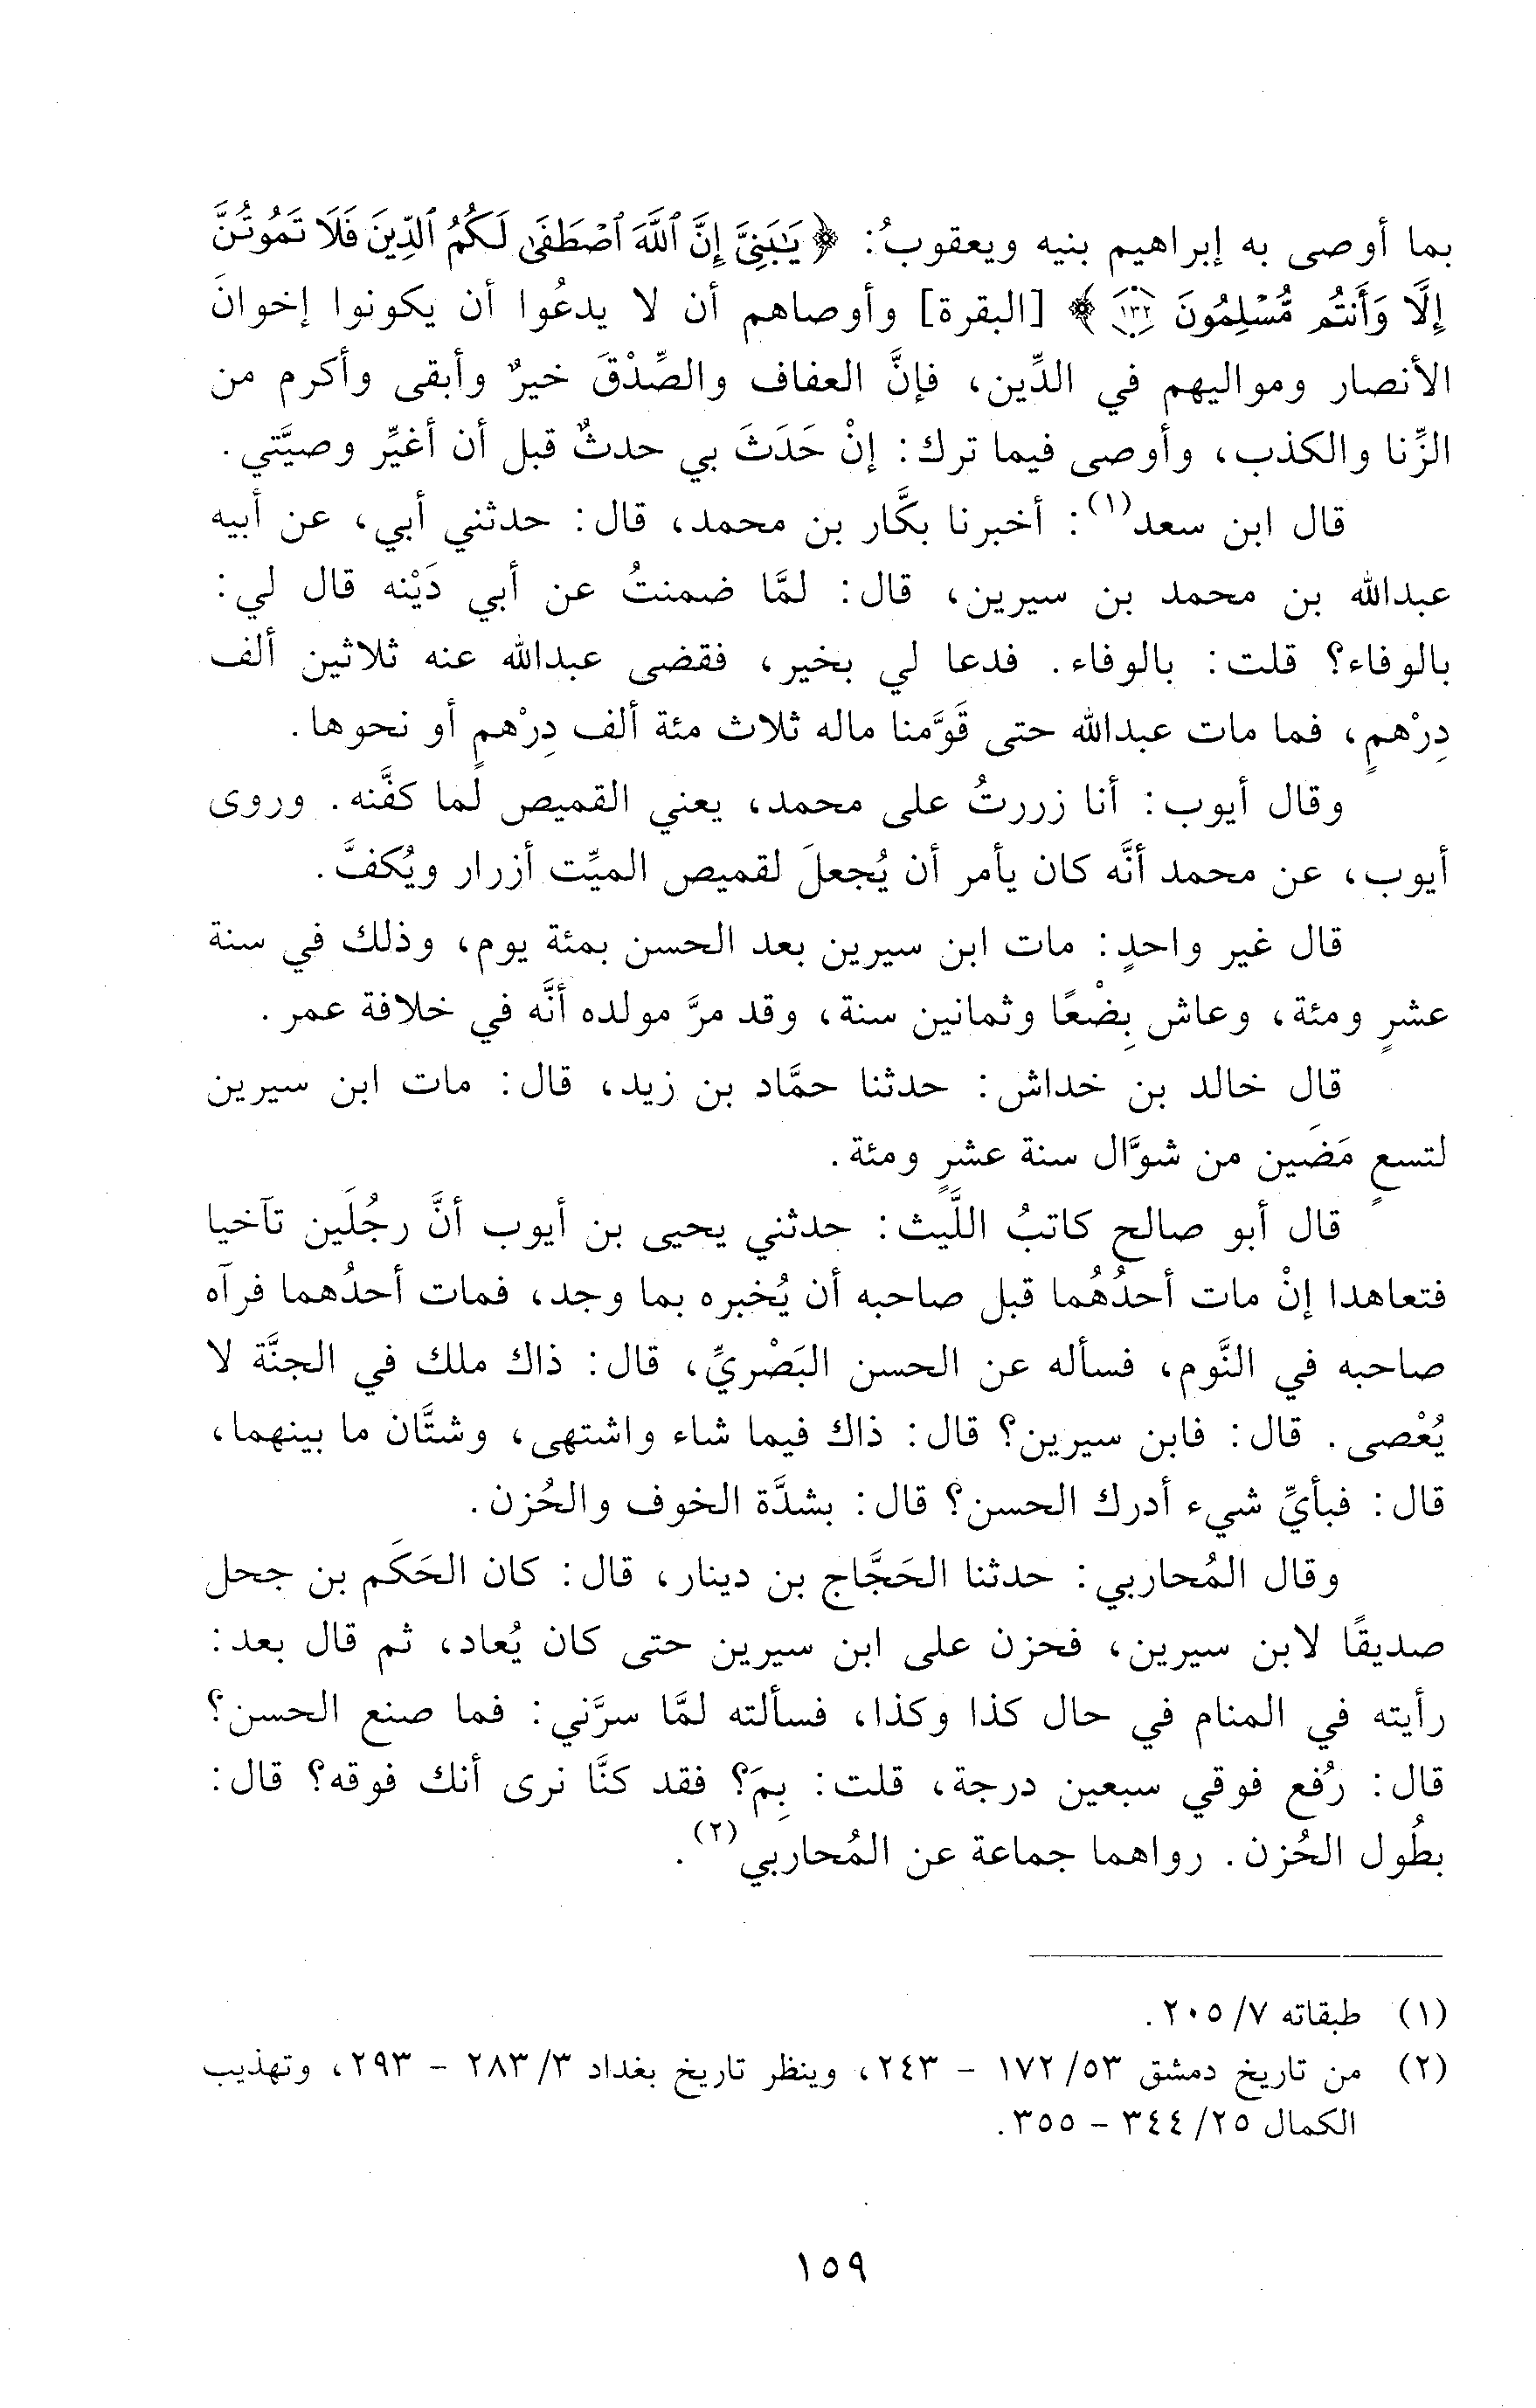 بما أوصى به إبراهيم بنيه ويعقوبُ: ﴿يَٰبَنِىَّ إِنَّ ٱللَّهَ ٱصْطَفَىٰ لَكُمُ ٱلدِّينَ فَلَا تَمُوتُنَّ
إِلَّا وَأَنتُم مُّسْلِمُونَ ١٣٢﴾ [البقرة] وأوصاهم أن لا يدعُوا أن يكونوا إخوانَ
الأنصار ومواليهم في الدِّين، فإنَّ العفاف والصِّدْقَ خيرٌ وأبقى وأكرم من
الزِّنا والكذب، وأوصى فيما ترك: إنْ حَدَثَ بي حدثٌ قبل أن أغيِّر وصيَّتي.
قال ابن سعد(١): أخبرنا بكَّار بن محمد، قال: حدثني أبي، عن أبيه
عبدالله بن محمد بن سيرين، قال: لمَّا ضمنتُ عن أبي دَيْنه قال لي:
بالوفاء؟ قلت: بالوفاء. فدعا لي بخير، فقضى عبدالله عنه ثلاثين ألف
دِرْهمٍ، فما مات عبدالله حتى قَوَّمنا ماله ثلاث مئة ألف دِرْهمٍ أو نحوها.
وقال أيوب: أنا زررتُ على محمد، يعني القميص لَما كفَّنه. وروى
أيوب، عن محمد أنَّه كان يأمر أن يُجعلَ لقميص الميِّت أزرار ويُكفَّ.
قال غير واحدٍ: مات ابن سيرين بعد الحسن بمئة يوم، وذلك في سنة
عشرٍ ومئة، وعاش بِضْعًا وثمانين سنة، وقد مرَّ مولده أنَّه في خلافة عمر.
قال خالد بن خداش: حدثنا حمَّاد بن زيد، قال: مات ابن سيرين
لتسعٍ مَضَين من شوَّال سنة عشرٍ ومئة.
قال أبو صالح كاتبُ اللَّيث: حدثني يحيى بن أيوب أنَّ رجُلَين تآخيا
فتعاهدا إنْ مات أحدُهُما قبل صاحبه أن يُخبره بما وجد، فمات أحدُهما فرآه
صاحبه في النَّوم، فسأله عن الحسن البَصْريِّ، قال: ذاك ملك في الجنَّة لا
يُعْصى. قال: فابن سيرين؟ قال: ذاك فيما شاء واشتهى، وشتَّان ما بينهما،
قال: فبأيِّ شيء أدرك الحسن؟ قال: بشدَّة الخوف والحُزن.
وقال المُحاربي: حدثنا الحَجَّاج بن دينار، قال: كان الحَكَم بن جحل
صديقًا لابن سيرين، فحزن على ابن سيرين حتى كان يُعاد، ثم قال بعد:
رأيته في المنام في حال كذا وكذا، فسألته لمَّا سرَّني: فما صنع الحسن؟
قال: رُفع فوقي سبعين درجة، قلت: بِمَ؟ فقد كنَّا نرى أنك فوقه؟ قال:
بطُول الحُزن. رواهما جماعة عن المُحاربي(٢).
(١) طبقاته ٧/ ٢٠٥.
(٢) من تاريخ دمشق ٥٣/ ١٧٢ - ٢٤٣، وينظر تاريخ بغداد ٣/ ٢٨٣ - ٢٩٣، وتهذيب
الكمال ٢٥/ ٣٤٤ - ٣٥٥.
١٥٩